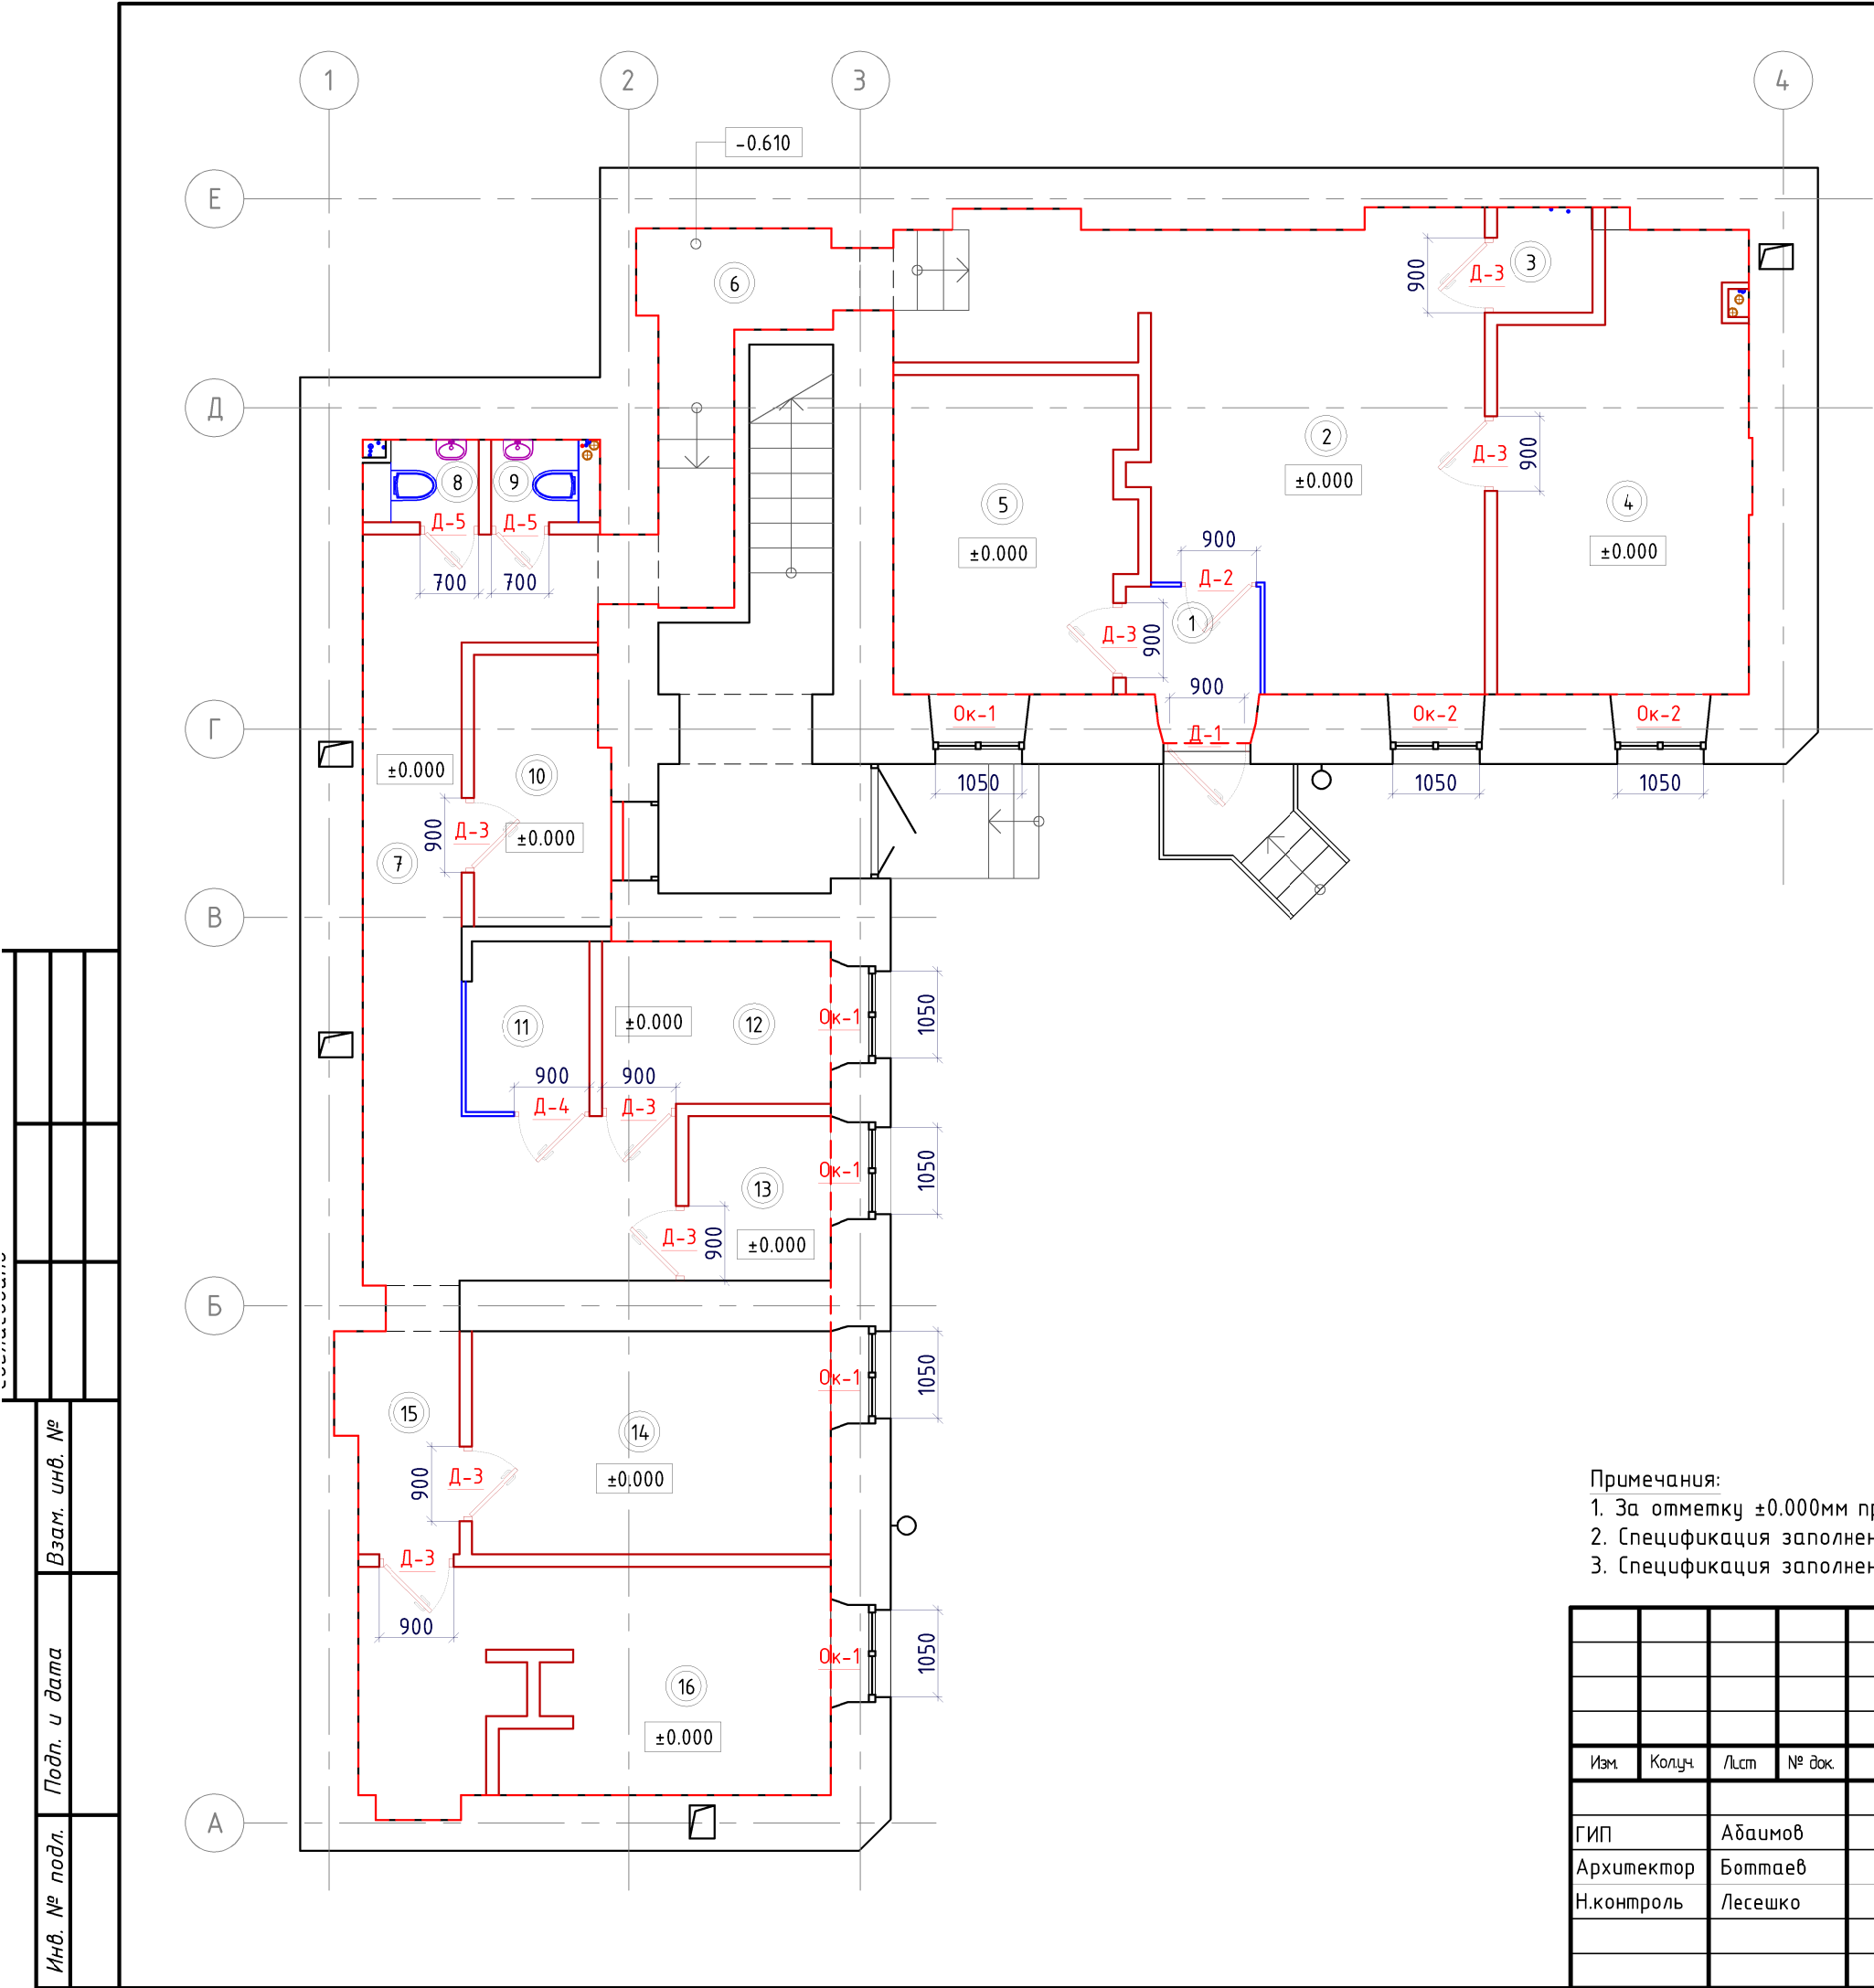 1 2 3 4
-0.610
Е
6
3
Д-3
900
Д
2
±0.000
Д-3
900
8 9
5
4
Д-5 Д-5
±0.000
±0.000
700 700
900
Д-2
1
Д-3
900
900
Г
Ок-1
Д-1
Ок-2
Ок-2
±0.000
10
1050
1050
1050
900
Д-3
±0.000
7
В
11
±0.000
12
Ок-1
1050
900 900
Д-4 Д-3
Ок-1
1050
13
Д-3
900
±0.000
Б
Ок-1
1050
15
14
900
Д-3
±0.000
Д-3
900
Ок-1
1050
16
±0.000
А
Примечания:
1. За отметку ±0.000мм
2. Спецификация
3. Спецификация
Изм. Кол.уч. Лист № док.
ГИП Абаимов
Архитектор Боттаев
Н.контроль Лесешко
Взам. инв. №
Подп. и дата
Инв. № подл.